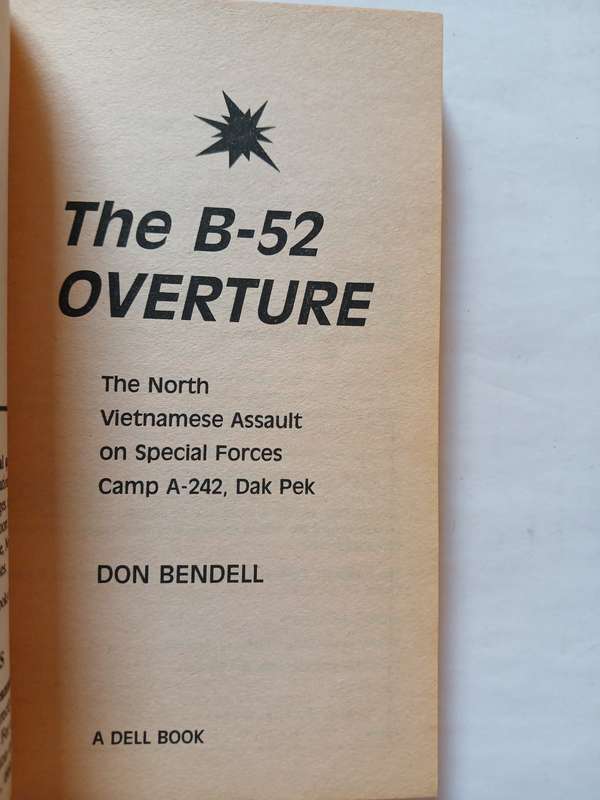 The B-52
OVERTURE
The North
Vietnamese Assault
on Special Forces
Camp A-242, Dak Pek
DON BENDELL
A DELL BOOK